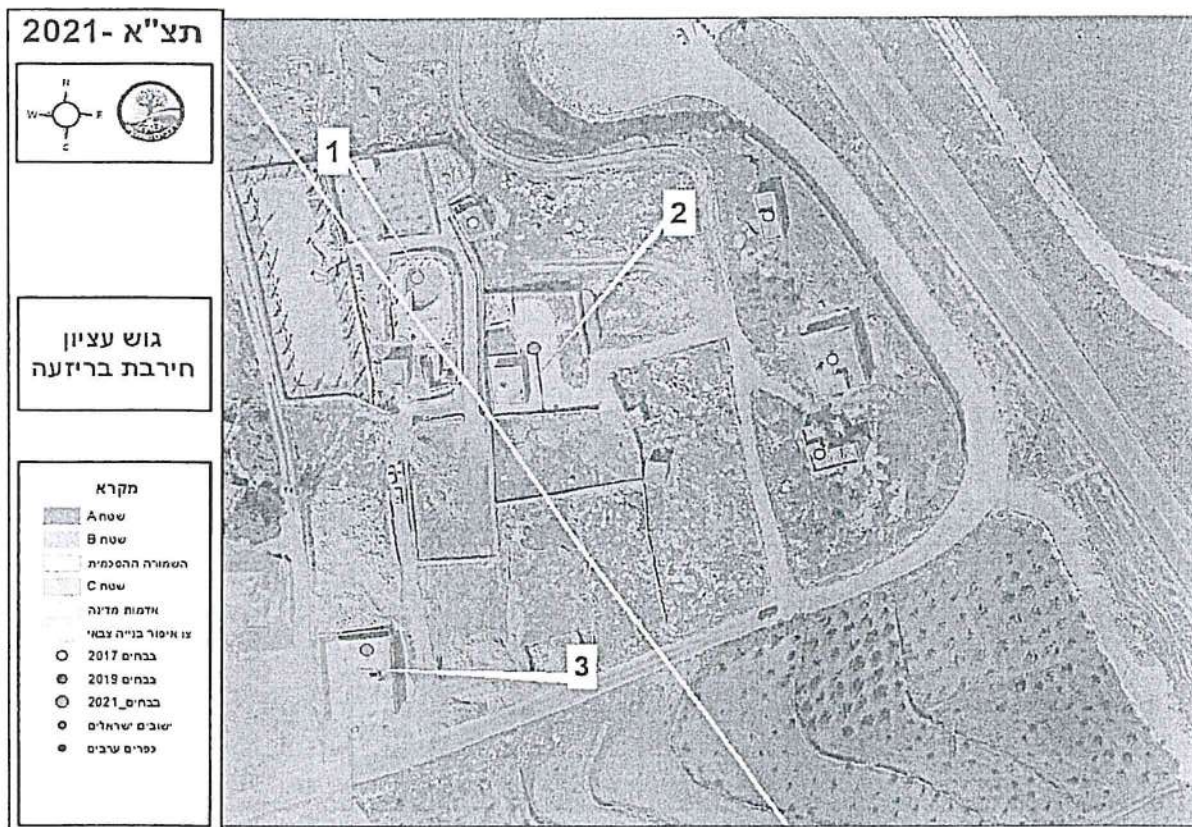 תצ"א -2021
N
W
E
גוש עציון
חירבת בריזעה
מקרא
שטח A
שטח B
השמורה ההסכמית
שטח C
אדמות מדינה
צו איסור בנייה צבאי
2017 בבחים
2019 בבחים
2021_בבחים
ישובים ישראלים
כפרים ערבים
1
2
3